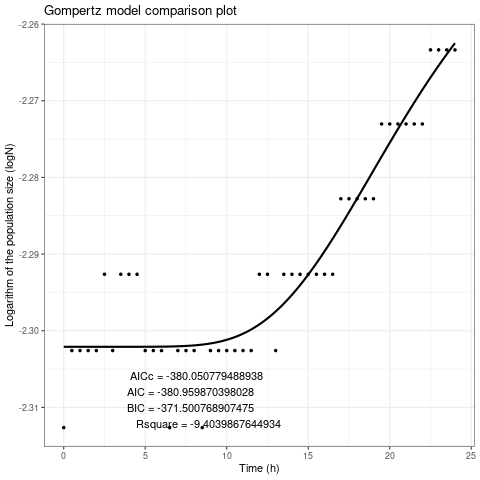 Gompertz model comparison plot
-2.26
-2.27
-2.28
-2.29
-2.30
-2.31
Logarithm of the population size (logN)
AICc = -380.050779488938
AIC = -380.959870398028
BIC = -371.500768907475
Rsquare = -9.4039867644934
0 5 10 15 20 25
Time (h)